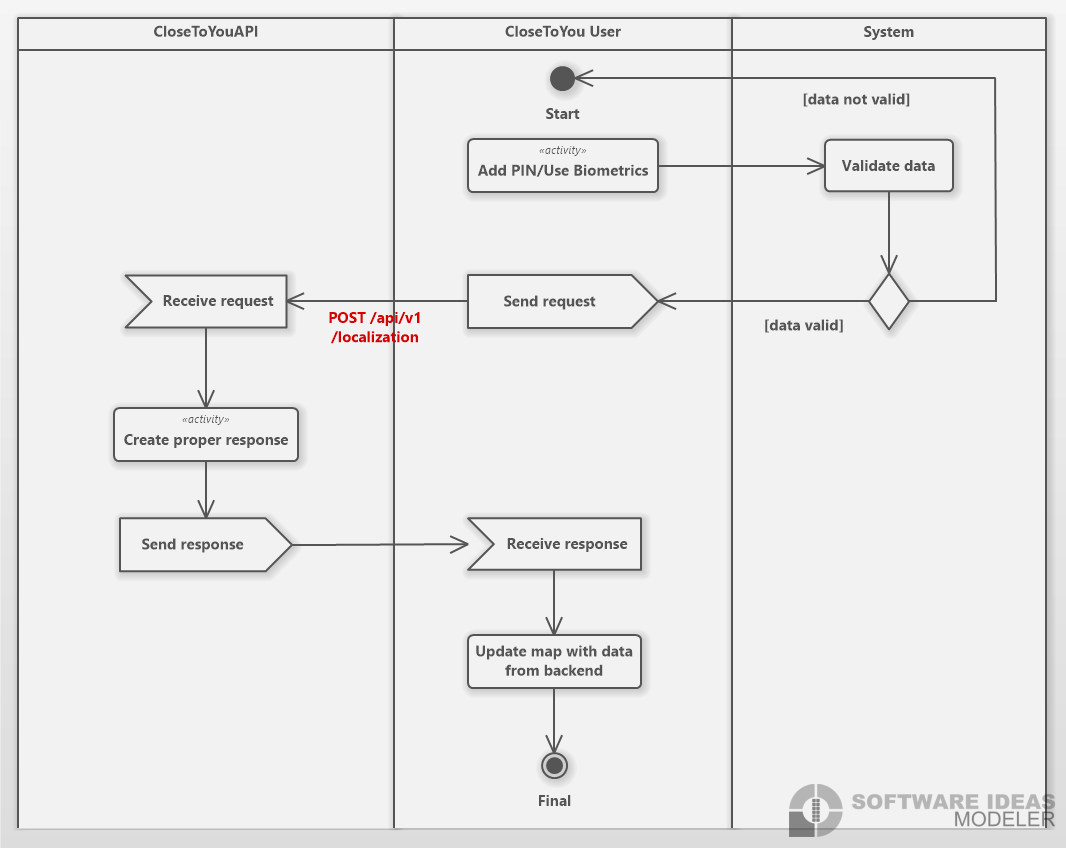 CloseToYouAPI
CloseToYou User
System
Start
[data not valid]
«activity»
Add PIN/Use Biometrics
Validate data
Receive request
Send request
POST /api/v1
/localization
[data valid]
«activity»
Create proper response
Send response
Receive response
Update map with data
from backend
Final
SOFTWARE IDEAS
MODELER